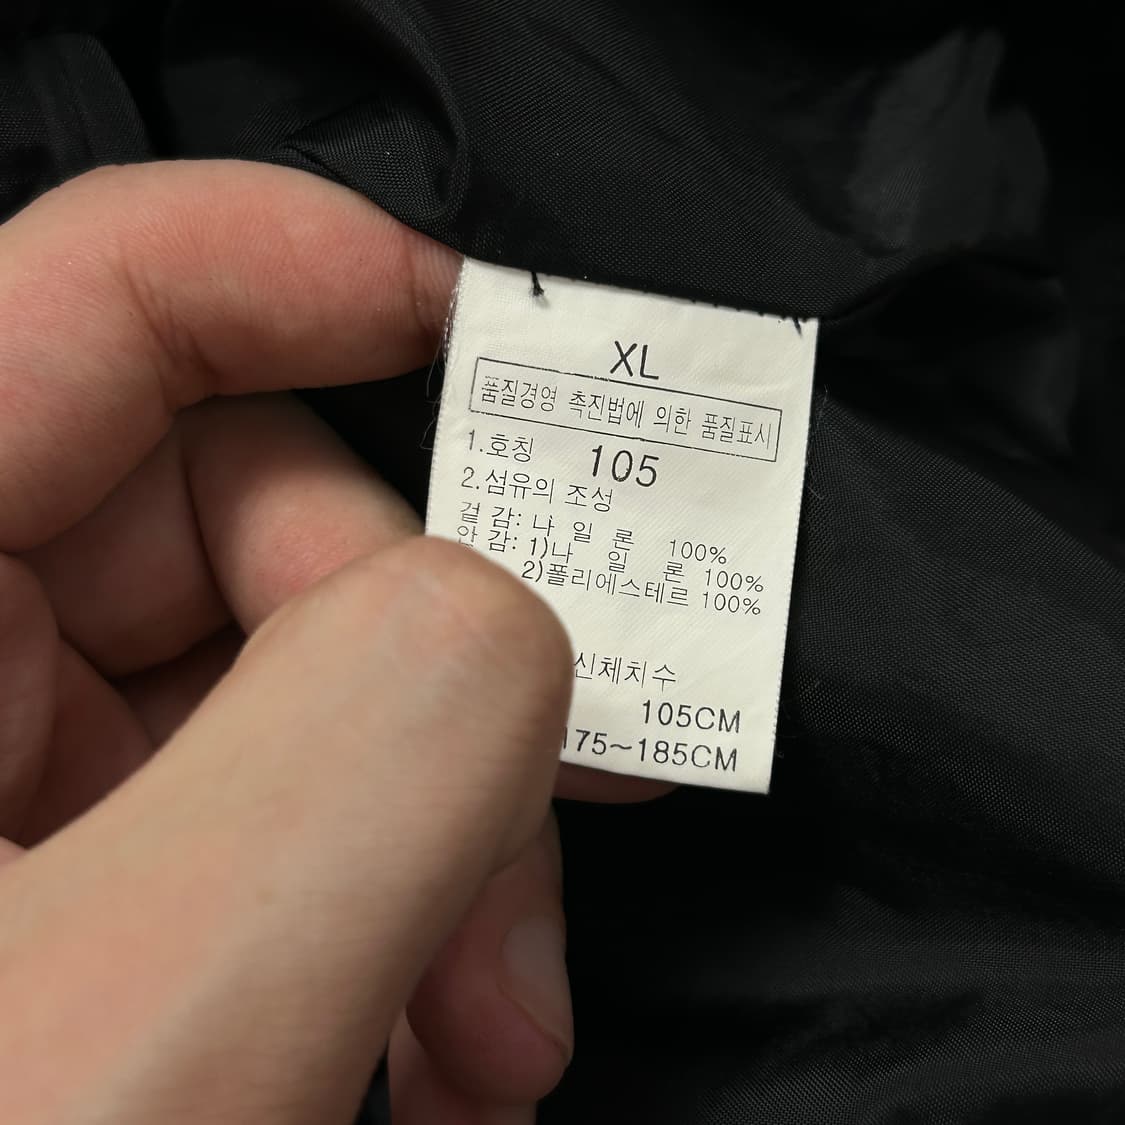 XL
품질경영 촉진법에 의한 품질표시
1.호칭 105
2.섬유의 조성
겉 감: 나 일 론 100%
안 감: 1)나 일 론 100%
2)폴리에스테르 100%
신체치수
105CM
175~185CM